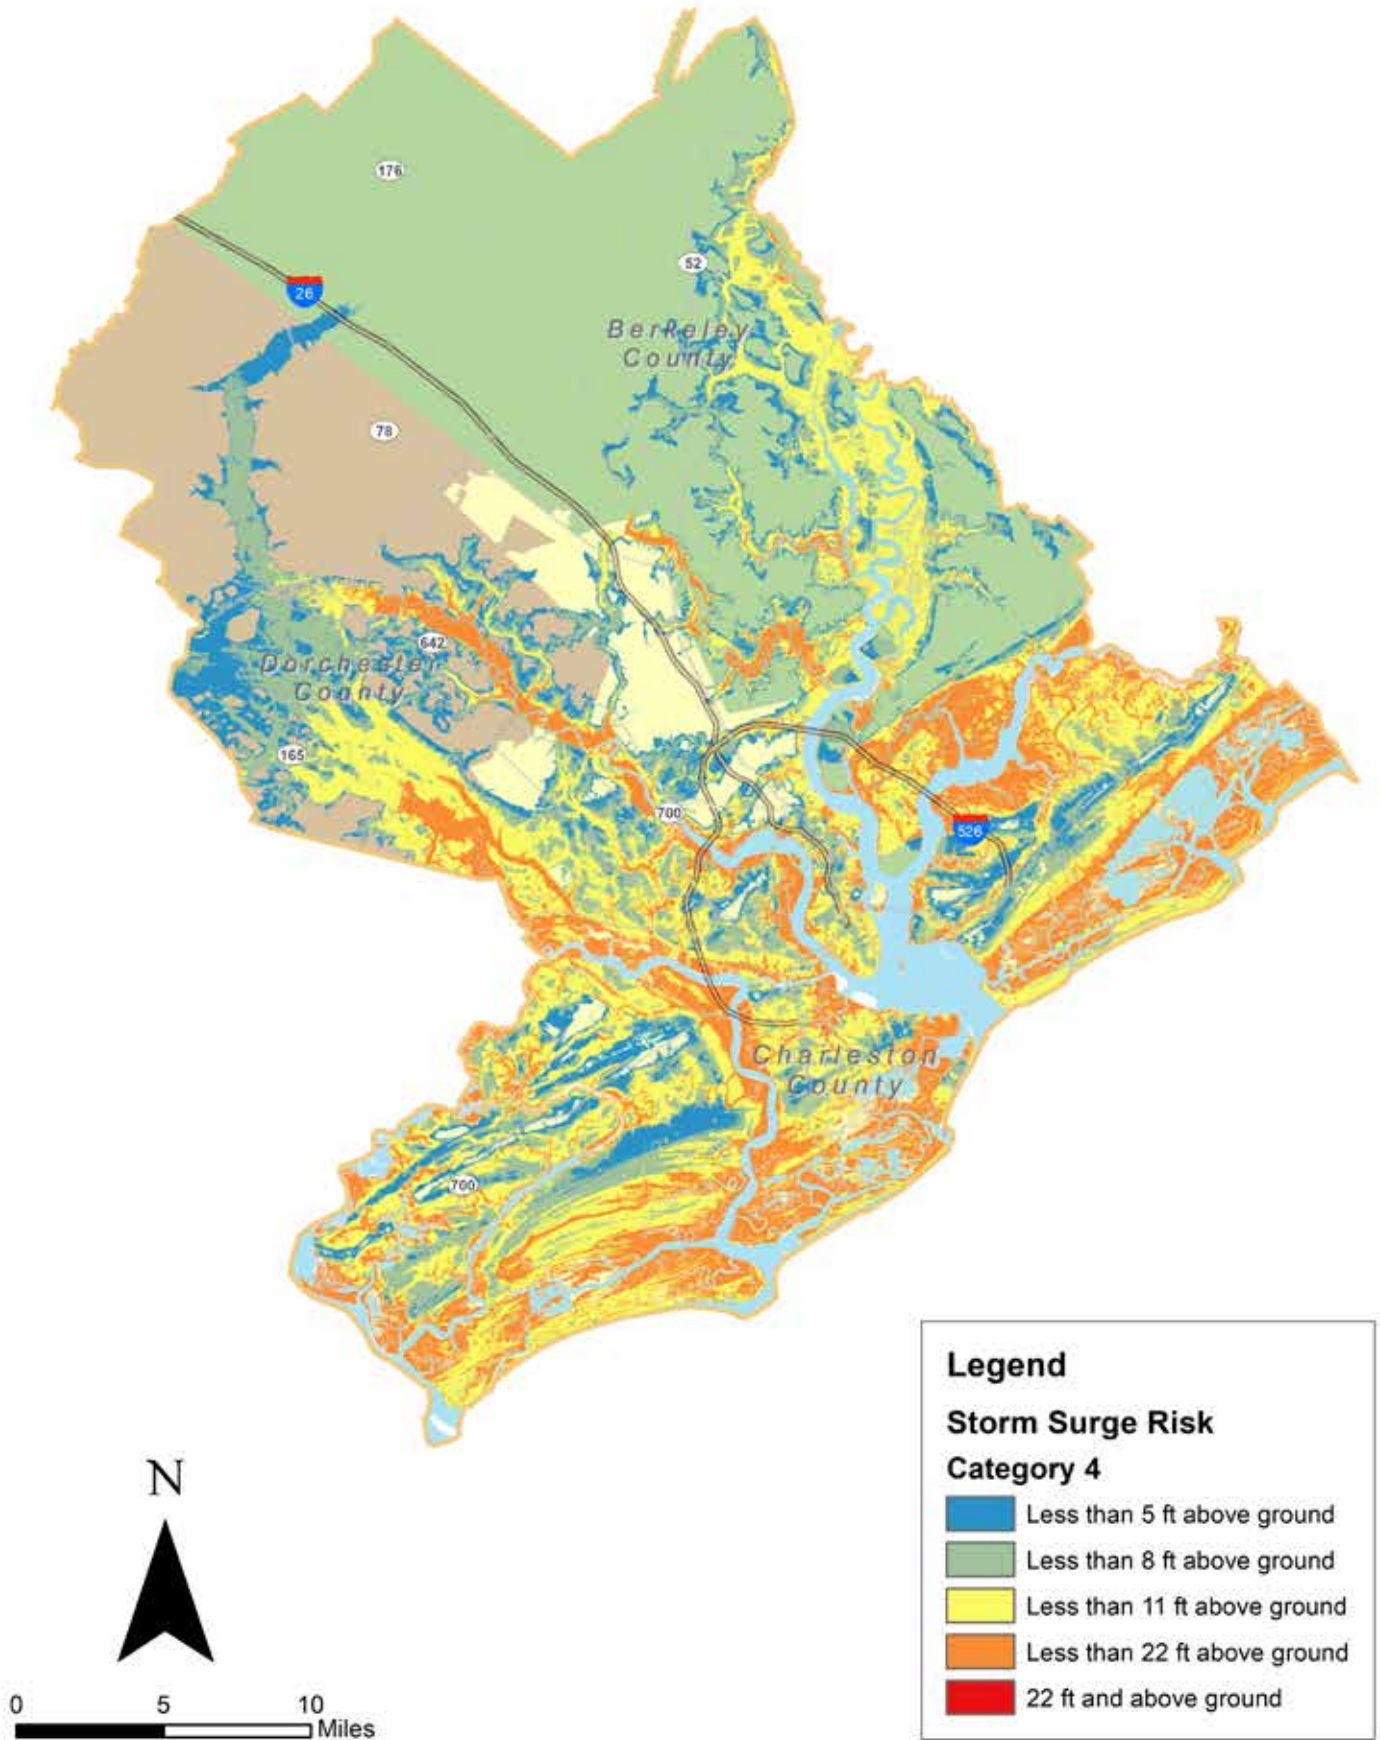 176
52
26
Berkeley
County
78
642
Dorchester
County
165
700
526
Charleston
County
700
Legend
Storm Surge Risk
Category 4
Less than 5 ft above ground
Less than 8 ft above ground
Less than 11 ft above ground
Less than 22 ft above ground
22 ft and above ground
N
0 5 10
Miles